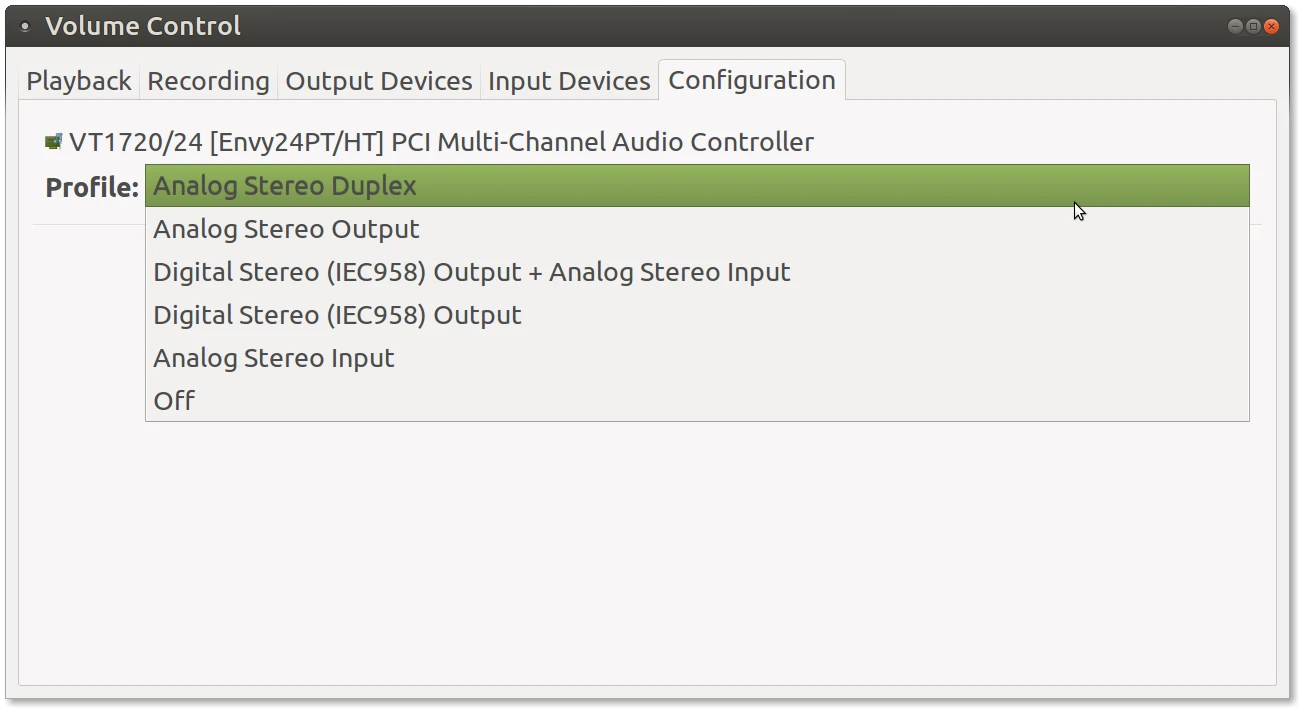 Volume Control
Playback Recording Output Devices Input Devices Configuration
VT1720/24 [Envy24PT/HT] PCI Multi-Channel Audio Controller
Profile: Analog Stereo Duplex
Analog Stereo Output
Digital Stereo (IEC958) Output + Analog Stereo Input
Digital Stereo (IEC958) Output
Analog Stereo Input
Off